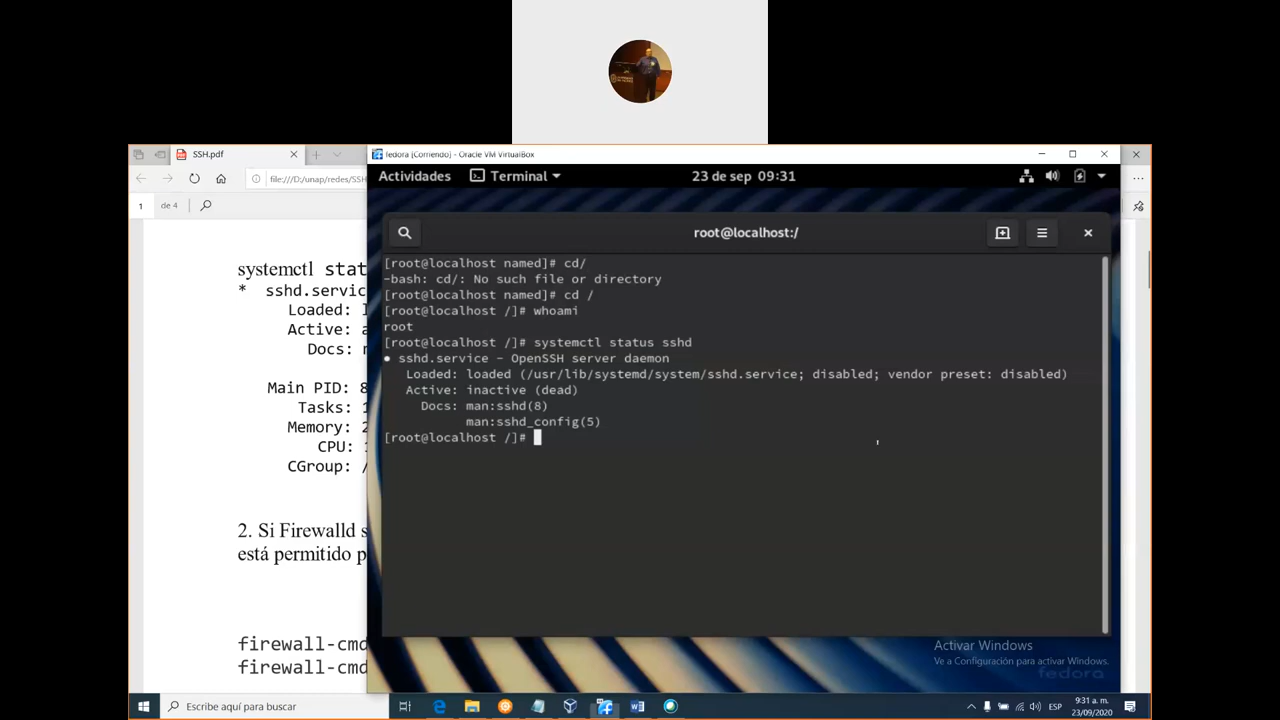 SSH.pdf
fedora [Corriendo] - Oracle VM VirtualBox
file:///D:/unap/redes/SSH
Actividades
Terminal
23 de sep 09:31
1
de 4
root@localhost:/
systemctl stat
* sshd.servic
Loaded: l
Active: a
Docs:
Main PID: 8
Tasks: 1
Memory: 2
CPU: 1
CGroup: /
2. Si Firewalld s
está permitido p
firewall-cmd
firewall-cmd
[root@localhost named]# cd/
-bash: cd/: No such file or directory
[root@localhost named]# cd /
[root@localhost /]# whoami
root
[root@localhost /]# systemctl status sshd
● sshd.service - OpenSSH server daemon
Loaded: loaded (/usr/lib/systemd/system/sshd.service; disabled; vendor preset: disabled)
Active: inactive (dead)
Docs: man:sshd(8)
man:sshd_config(5)
[root@localhost /]#
Activar Windows
Ve a Configuración para activar Windows.
fedora
Escribe aquí para buscar
ESP
9:31 a. m.
23/09/2020